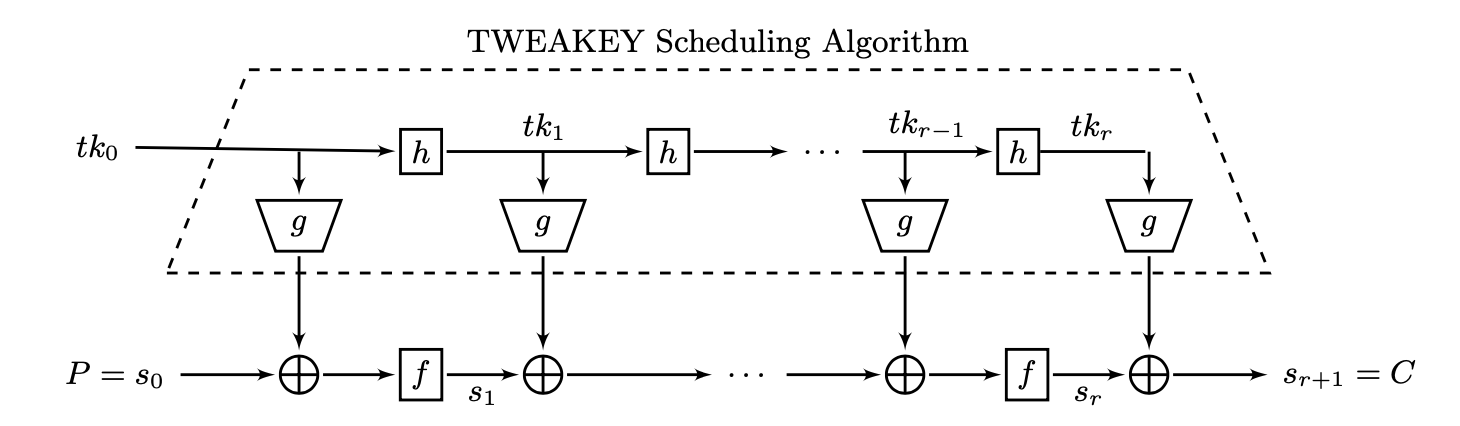 TWEAKEY Scheduling Algorithm
tk₀ h tk₁ h ··· tkᵣ₋₁ h tkᵣ
g g g g
P = s₀ f s₁ ··· f sᵣ sᵣ₊₁ = C